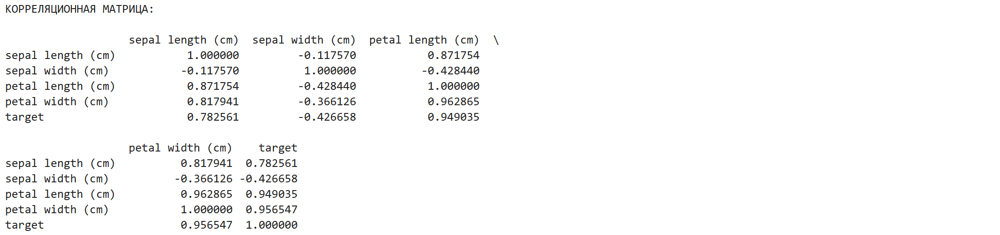 КОРРЕЛЯЦИОННАЯ МАТРИЦА:
sepal length (cm) sepal width (cm) petal length (cm) \
sepal length (cm) 1.000000 -0.117570 0.871754
sepal width (cm) -0.117570 1.000000 -0.428440
petal length (cm) 0.871754 -0.428440 1.000000
petal width (cm) 0.817941 -0.366126 0.962865
target 0.782561 -0.426658 0.949035
petal width (cm) target
sepal length (cm) 0.817941 0.782561
sepal width (cm) -0.366126 -0.426658
petal length (cm) 0.962865 0.949035
petal width (cm) 1.000000 0.956547
target 0.956547 1.000000